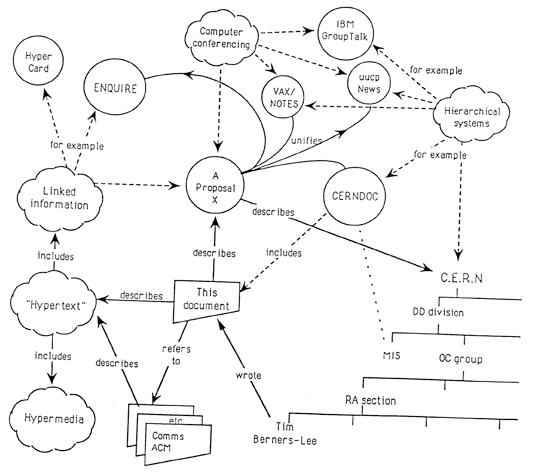 Computer
conferencing
IBM
GroupTalk
Hyper
Card
ENQUIRE
VAX/
NOTES
uucp
News
for example
Hierarchical
systems
for example
unifies
for example
Linked
information
A
Proposal
X
CERNDOC
describes
includes
describes
includes
C.E.R.N
"Hypertext"
describes
This
document
DD division
includes
describes
refers
to
MIS
OC group
wrote
RA section
Hypermedia
etc
Comms
ACM
Tim
Berners-Lee